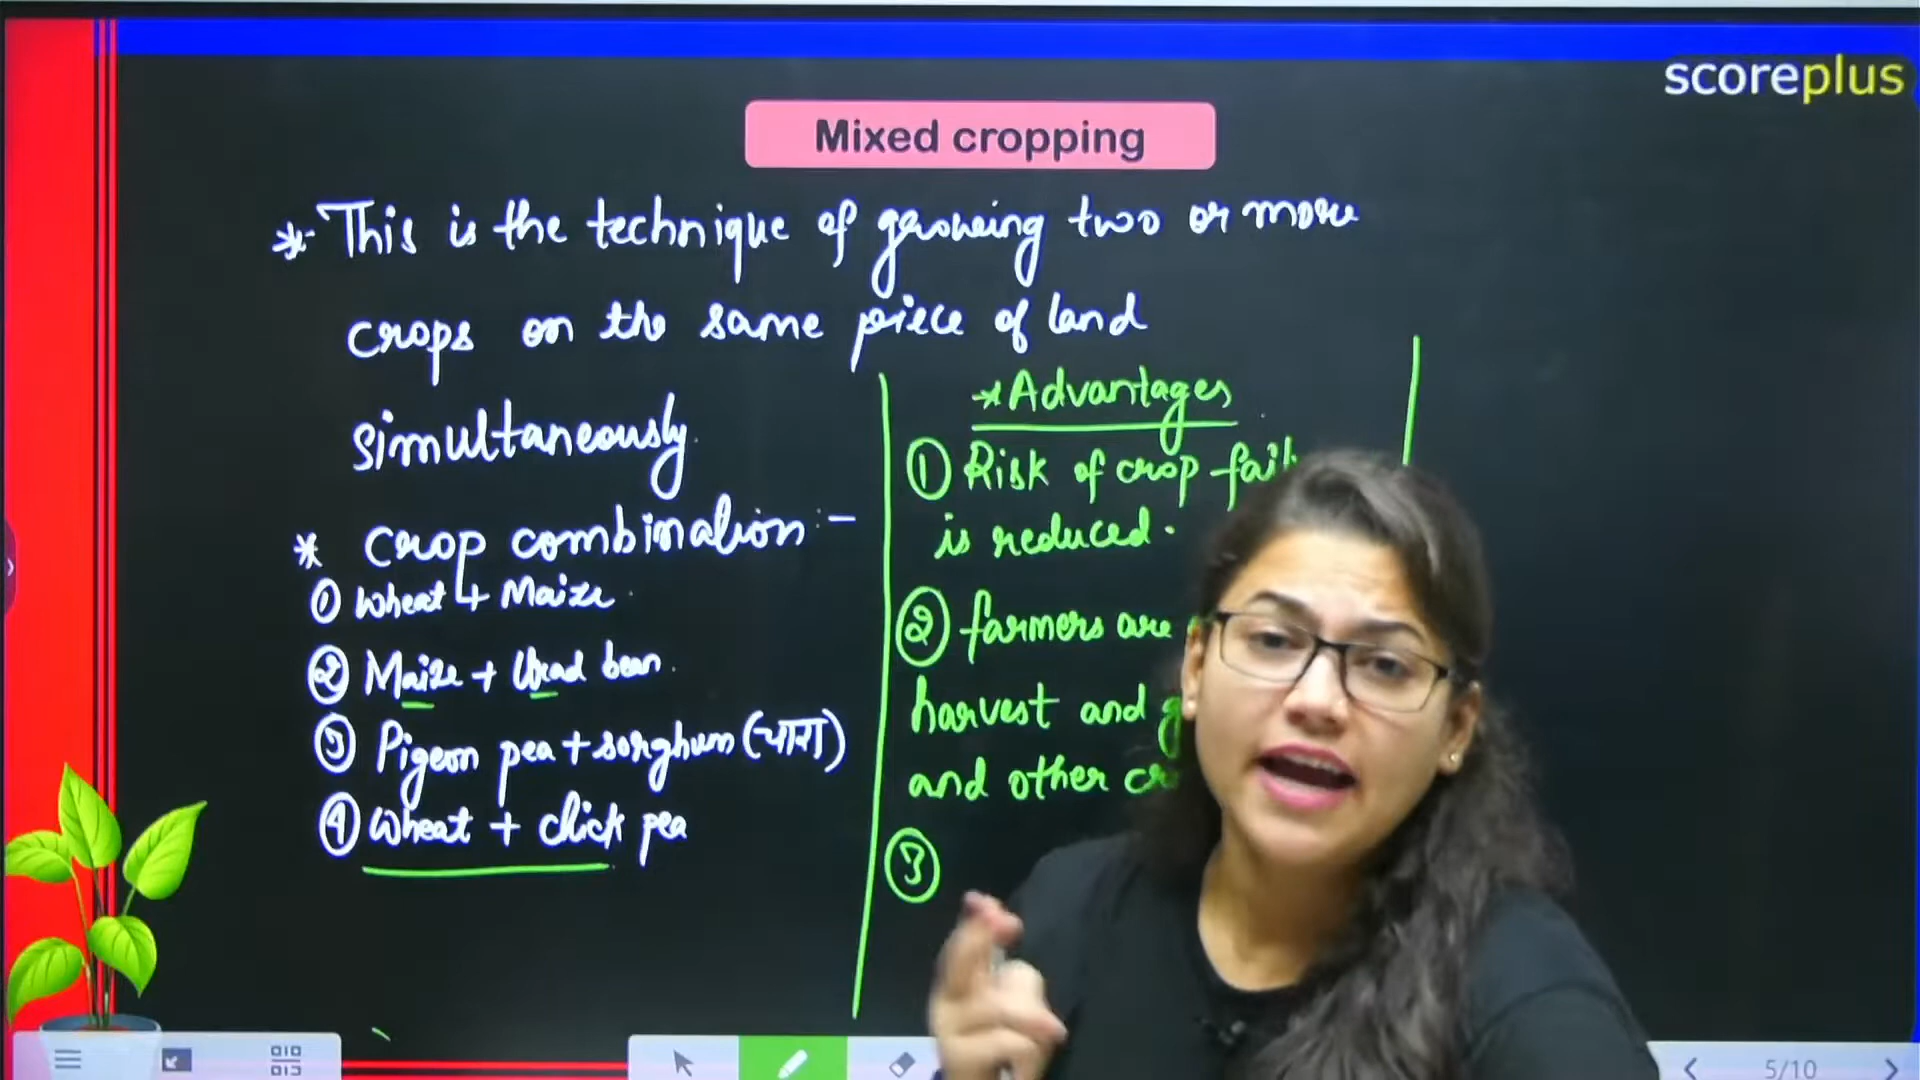 scoreplus
Mixed cropping
* This is the technique of growing two or more
crops on the same piece of land
simultaneously.
* Crop combination :-
① Wheat + Maize.
② Maize + Urad bean.
③ Pigeon pea + sorghum (चारा)
④ Wheat + chick pea
* Advantages
① Risk of crop
is reduced.
② farmers are
harvest and
and other
③
5/10